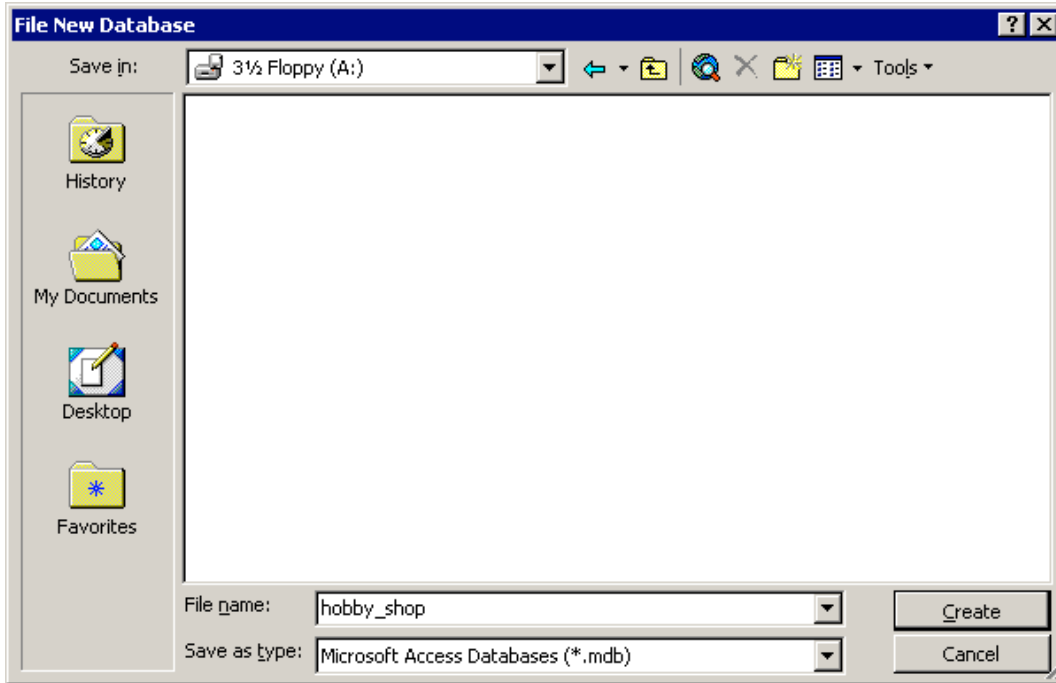 File New Database
Save in:
3½ Floppy (A:)
Tools
History
My Documents
Desktop
Favorites
File name:
hobby_shop
Create
Save as type:
Microsoft Access Databases (*.mdb)
Cancel